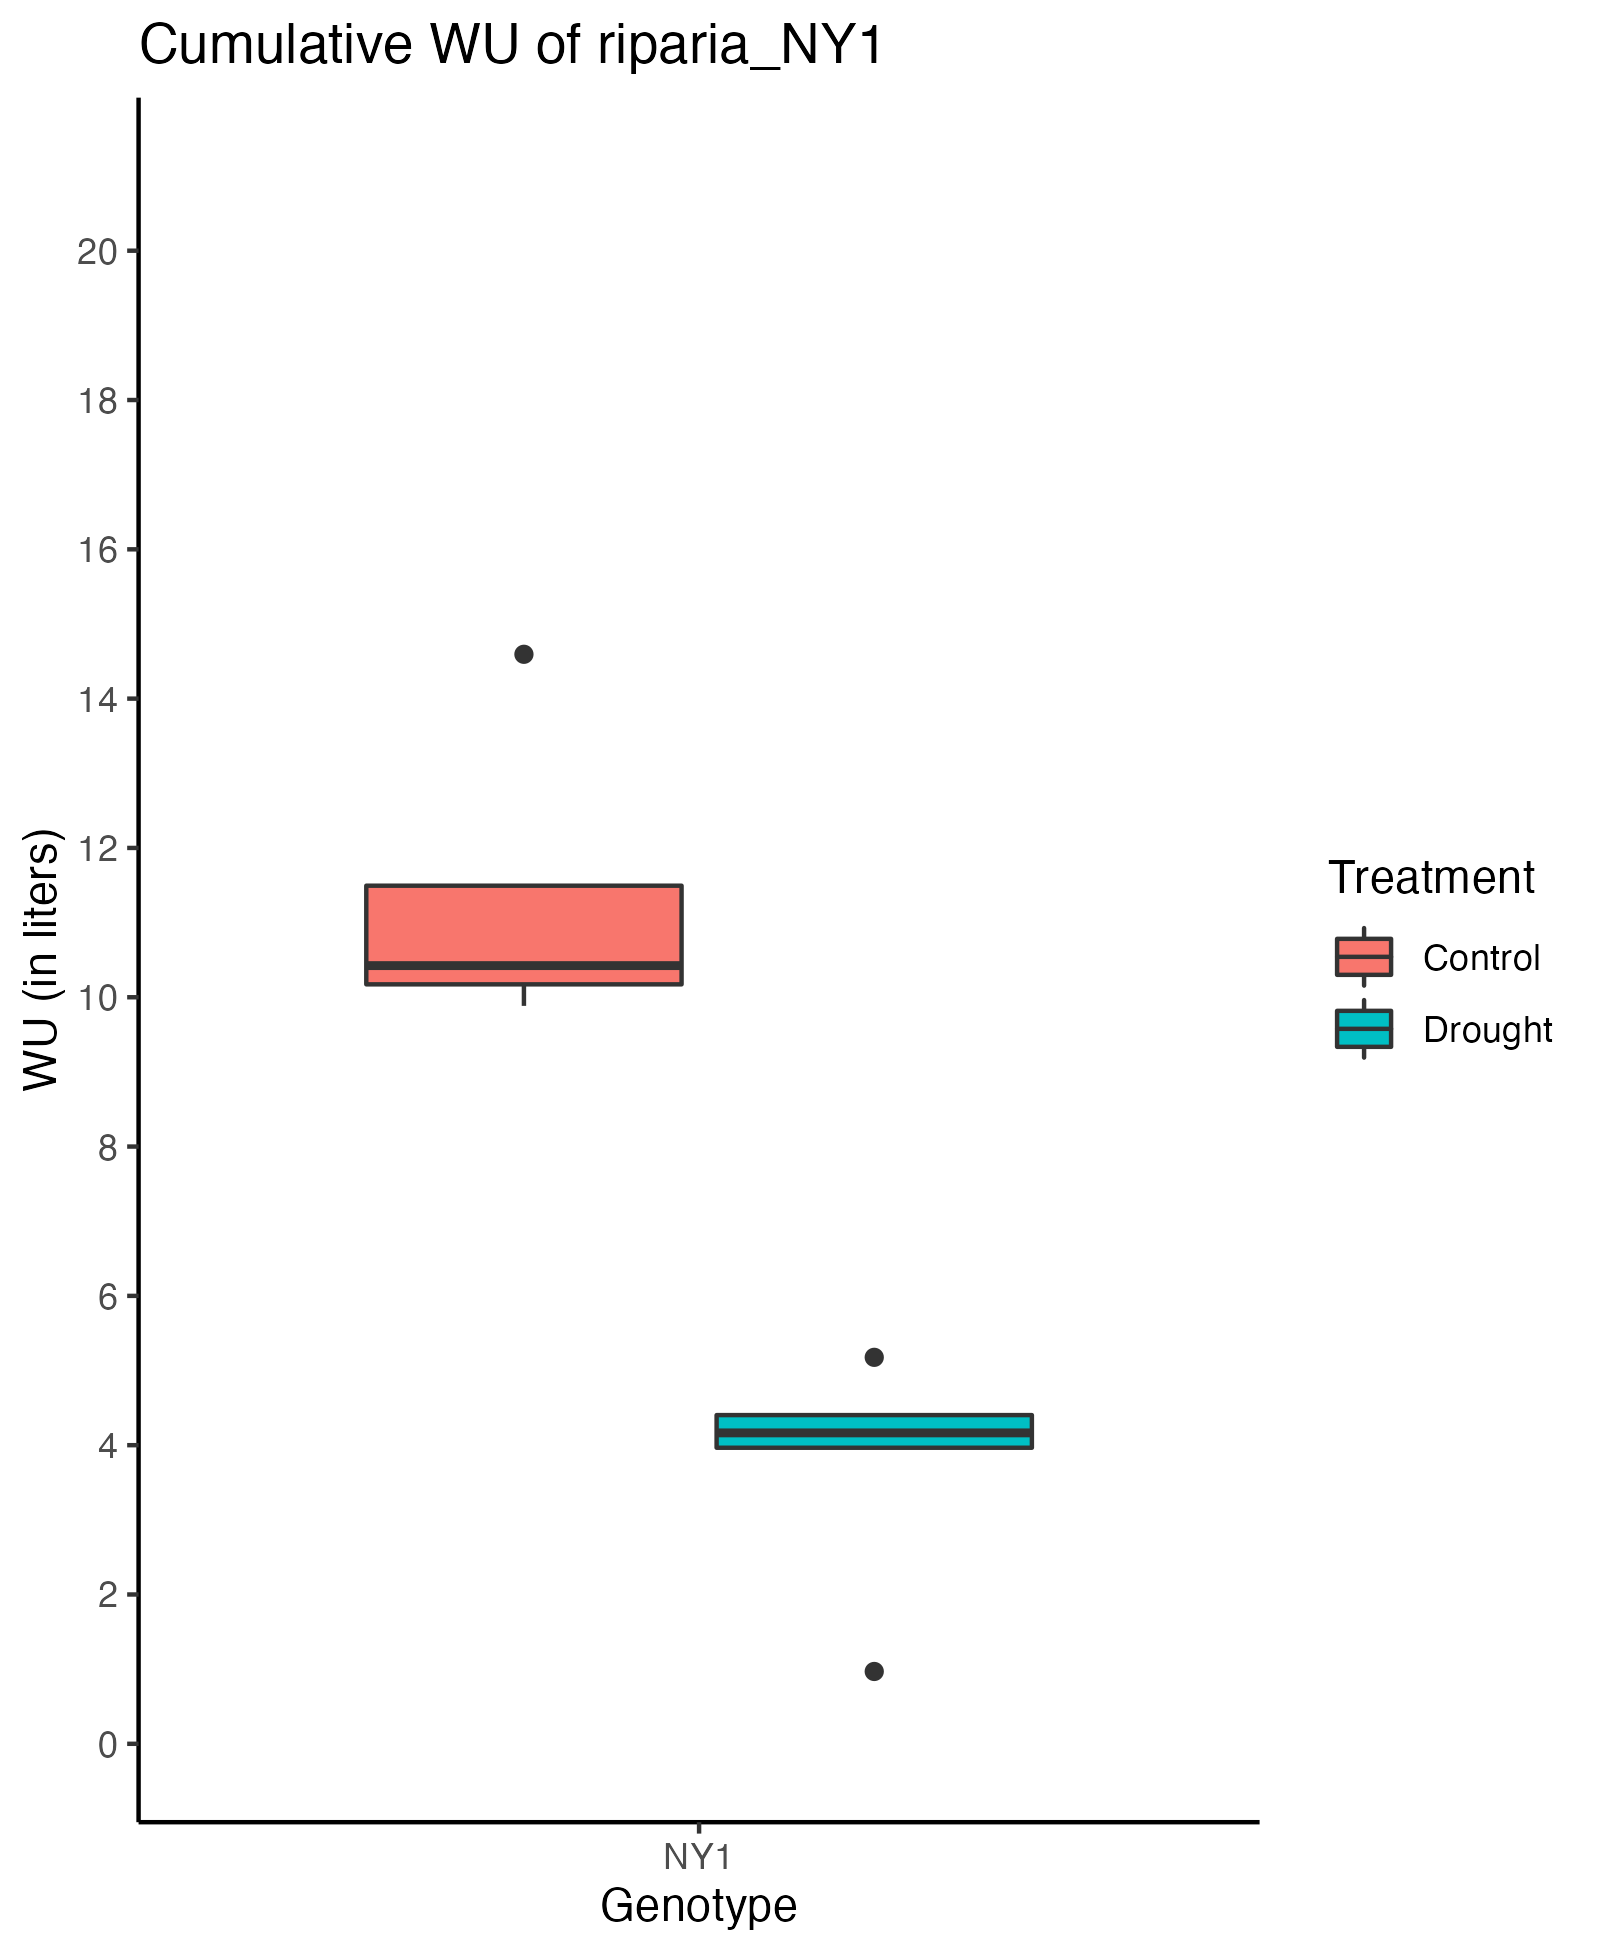 Cumulative WU of riparia_NY1
WU (in liters)
20
18
16
14
12
10
8
6
4
2
0
NY1
Genotype
Treatment
Control
Drought